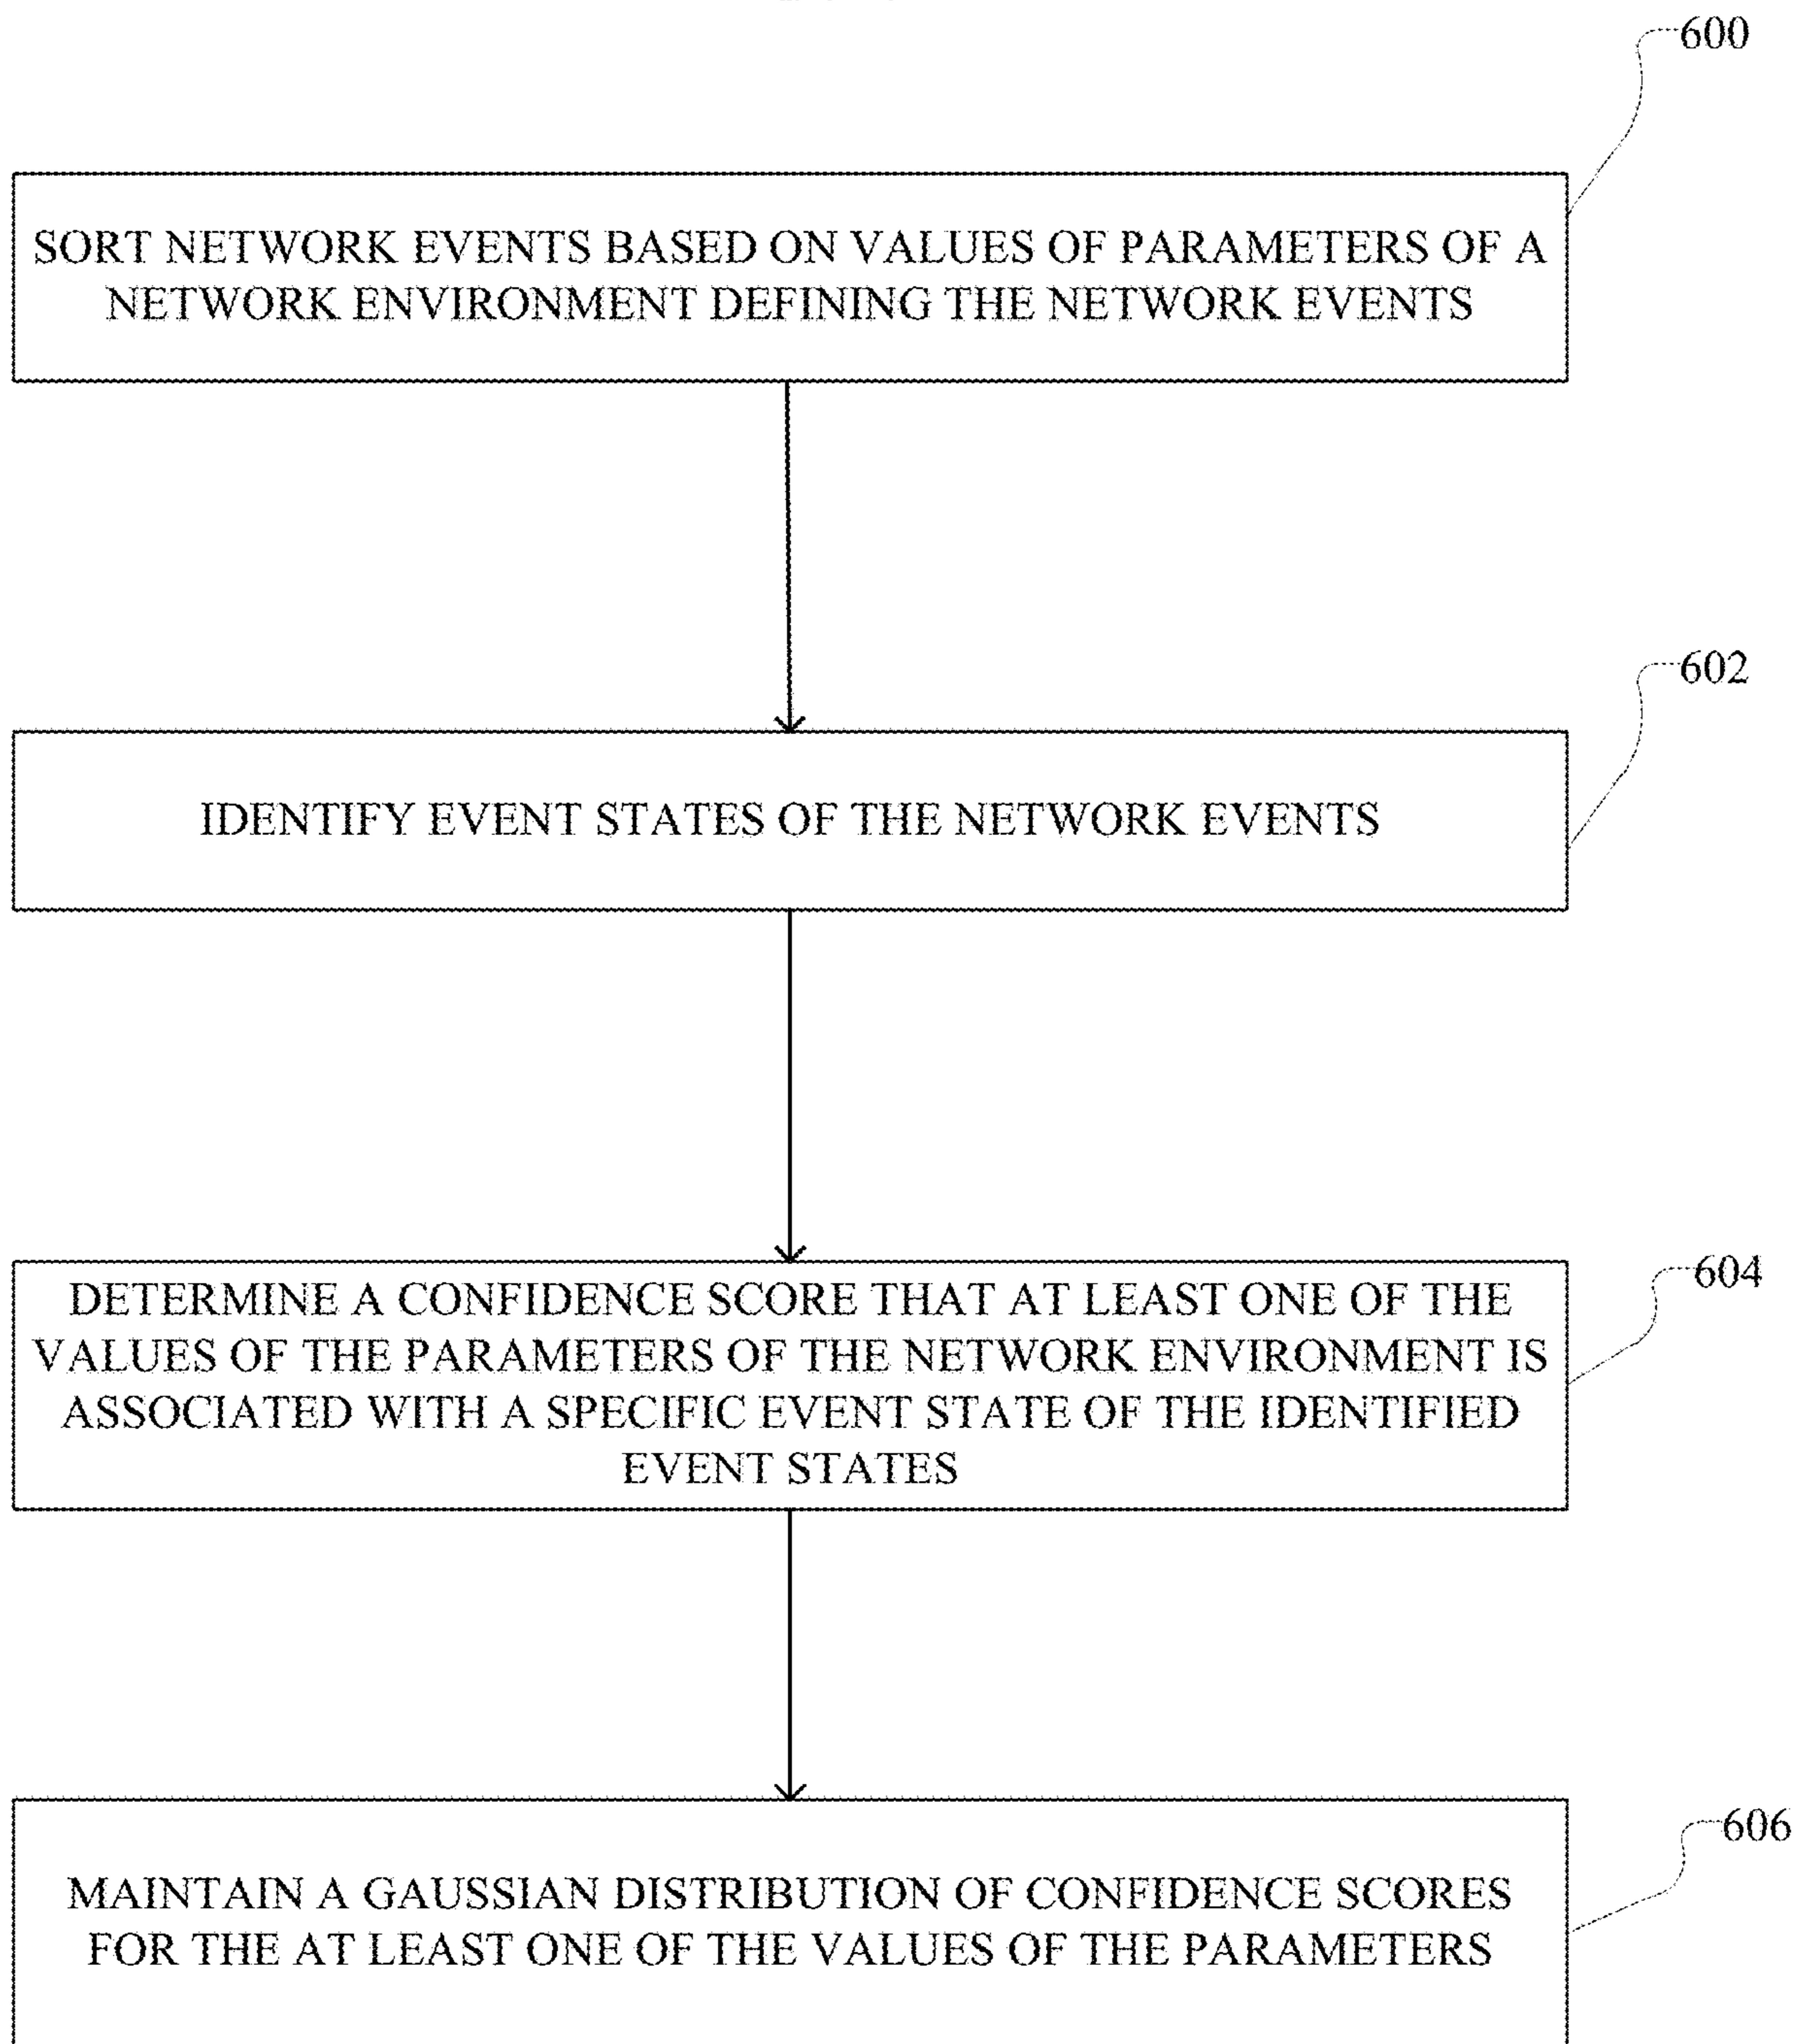 600
SORT NETWORK EVENTS BASED ON VALUES OF PARAMETERS OF A
NETWORK ENVIRONMENT DEFINING THE NETWORK EVENTS
602
IDENTIFY EVENT STATES OF THE NETWORK EVENTS
604
DETERMINE A CONFIDENCE SCORE THAT AT LEAST ONE OF THE
VALUES OF THE PARAMETERS OF THE NETWORK ENVIRONMENT IS
ASSOCIATED WITH A SPECIFIC EVENT STATE OF THE IDENTIFIED
EVENT STATES
606
MAINTAIN A GAUSSIAN DISTRIBUTION OF CONFIDENCE SCORES
FOR THE AT LEAST ONE OF THE VALUES OF THE PARAMETERS